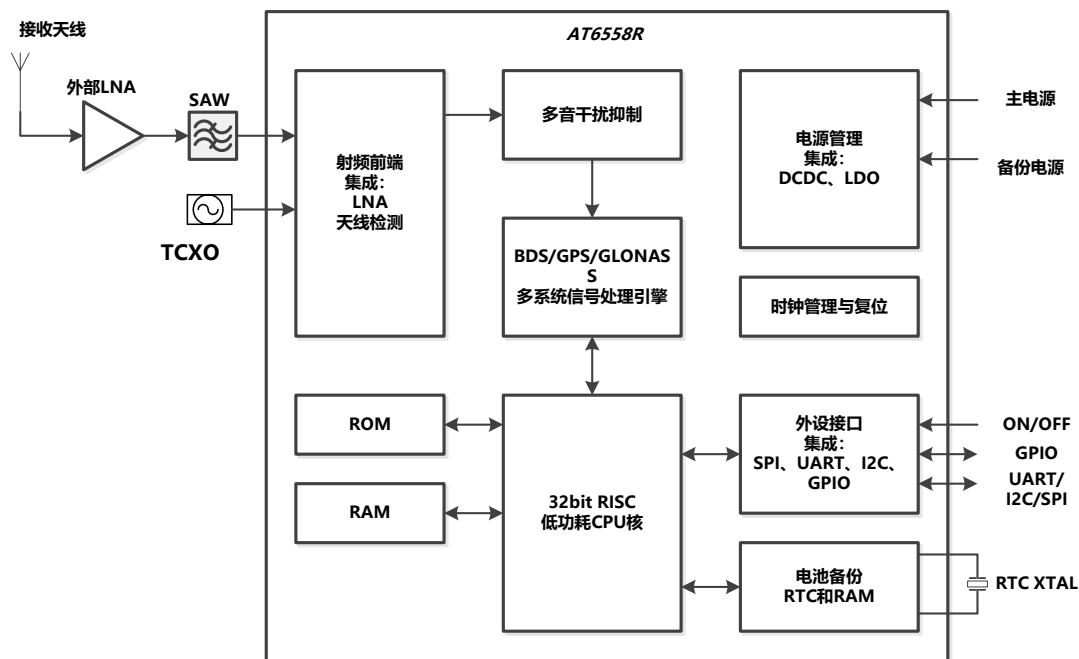 接收天线
AT6558R
外部LNA
SAW
射频前端
集成：
LNA
天线检测
多音干扰抑制
电源管理
集成：
DCDC、LDO
主电源
备份电源
TCXO
BDS/GPS/GLONAS
S
多系统信号处理引擎
时钟管理与复位
ROM
RAM
32bit RISC
低功耗CPU核
外设接口
集成：
SPI、UART、I2C、
GPIO
ON/OFF
GPIO
UART/
I2C/SPI
电池备份
RTC和RAM
RTC XTAL